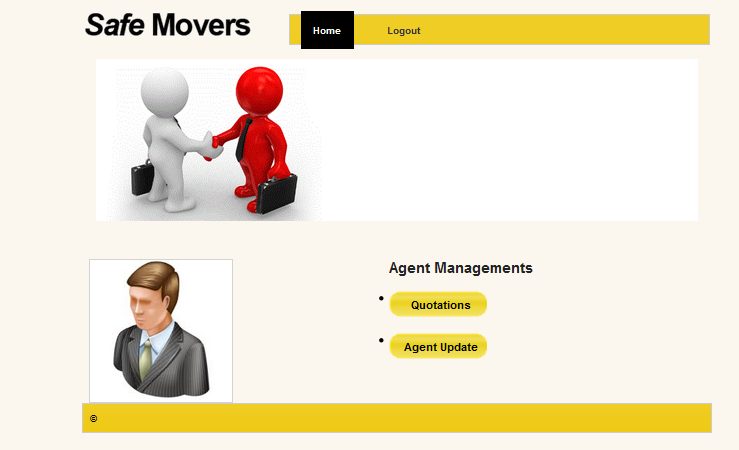 Safe Movers
Home
Logout
Agent Managements
Quotations
Agent Update
©